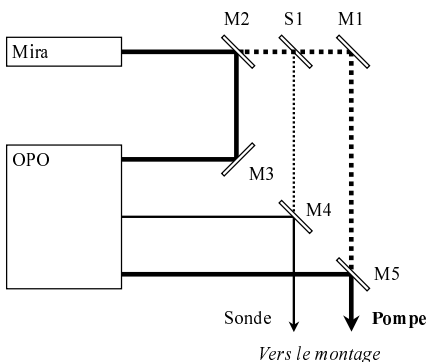 M2 S1 M1
Mira
OPO
M3
M4
M5
Sonde Pompe
Vers le montage